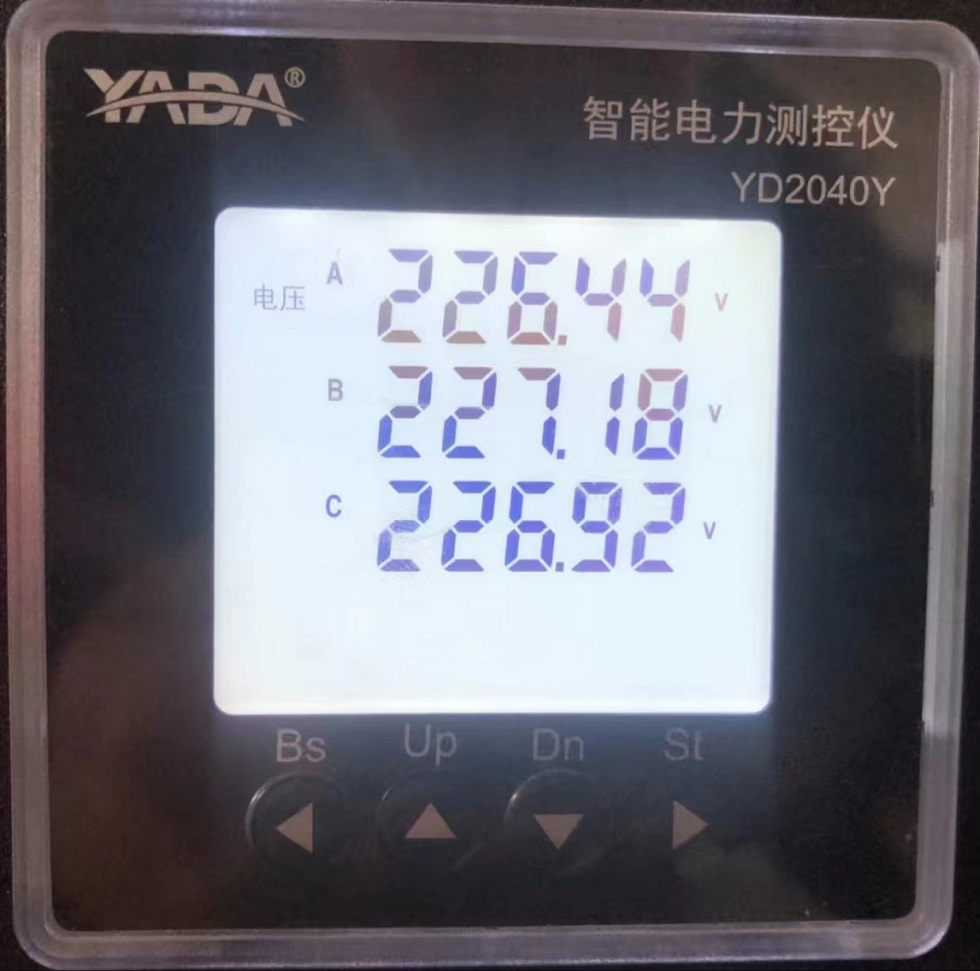 YADA®
智能电力测控仪
YD2040Y
电压 A 226.44 V
B 227.18 V
C 226.92 V
Bs Up Dn St